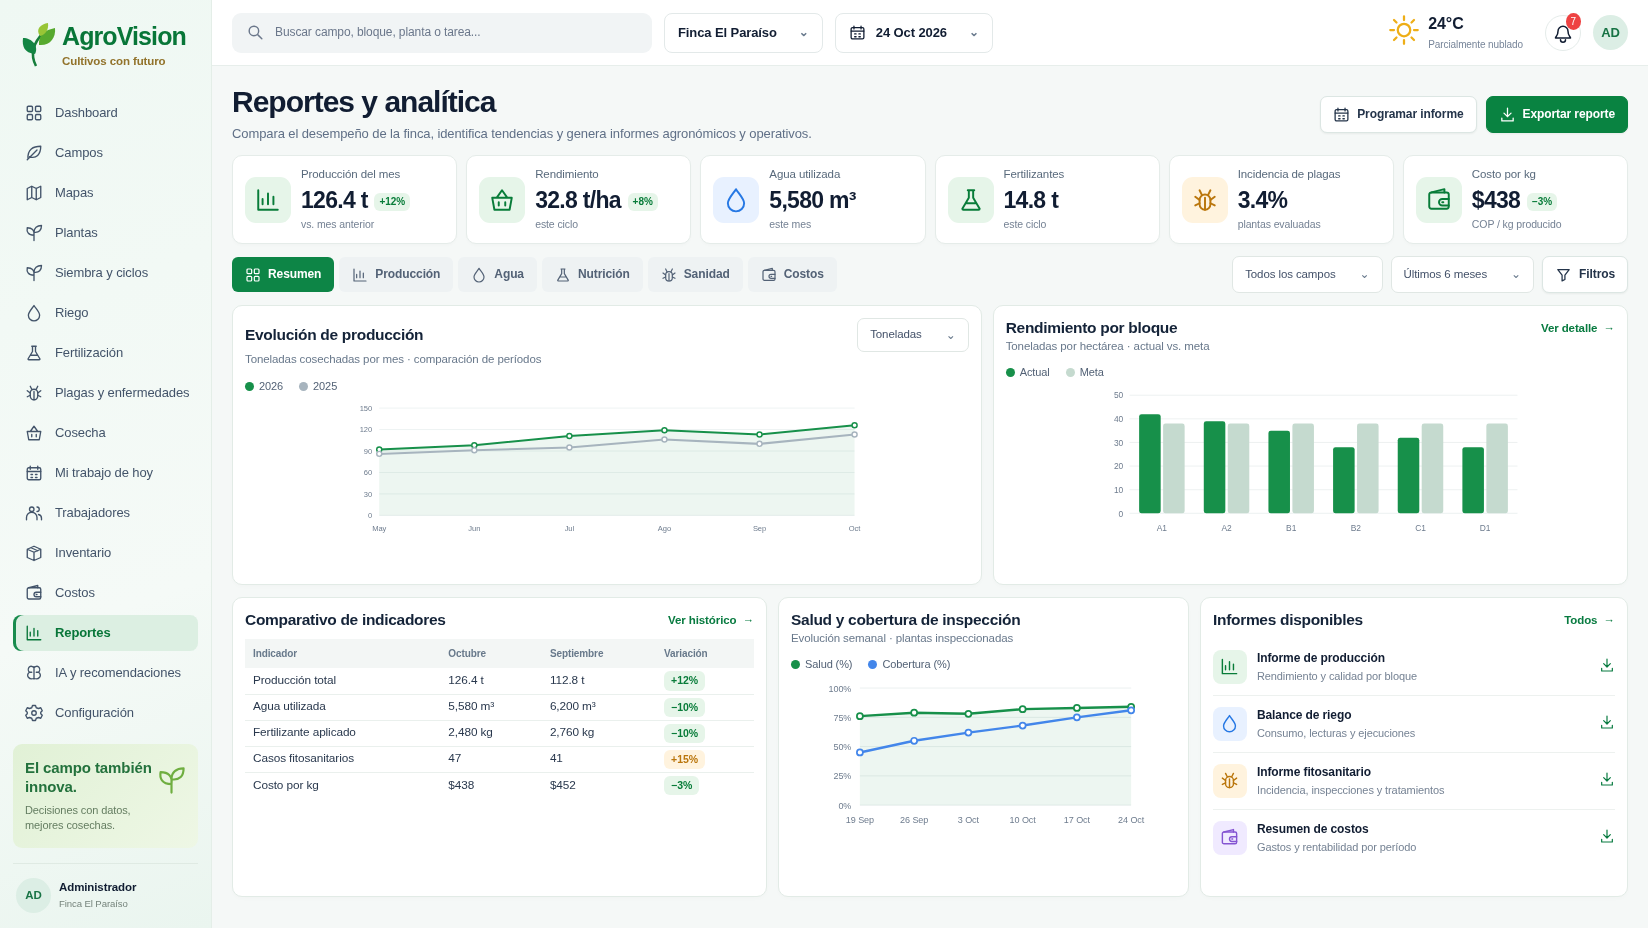 AgroVision
Cultivos con futuro
Dashboard
Campos
Mapas
Plantas
Siembra y ciclos
Riego
Fertilización
Plagas y enfermedades
Cosecha
Mi trabajo de hoy
Trabajadores
Inventario
Costos
Reportes
IA y recomendaciones
Configuración
El campo también
innova.
Decisiones con datos,
mejores cosechas.
AD
Administrador
Finca El Paraíso
Buscar campo, bloque, planta o tarea...
Finca El Paraíso
24 Oct 2026
24°C
Parcialmente nublado
7
AD
Reportes y analítica
Compara el desempeño de la finca, identifica tendencias y genera informes agronómicos y operativos.
Programar informe
Exportar reporte
Producción del mes
126.4 t +12%
vs. mes anterior
Rendimiento
32.8 t/ha +8%
este ciclo
Agua utilizada
5,580 m³
este mes
Fertilizantes
14.8 t
este ciclo
Incidencia de plagas
3.4%
plantas evaluadas
Costo por kg
$438 −3%
COP / kg producido
Resumen
Producción
Agua
Nutrición
Sanidad
Costos
Todos los campos
Últimos 6 meses
Filtros
Evolución de producción
Toneladas
Toneladas cosechadas por mes · comparación de períodos
2026 2025
150
120
90
60
30
0
May Jun Jul Ago Sep Oct
Rendimiento por bloque
Ver detalle →
Toneladas por hectárea · actual vs. meta
Actual Meta
50
40
30
20
10
0
A1 A2 B1 B2 C1 D1
Comparativo de indicadores
Ver histórico →
Indicador Octubre Septiembre Variación
Producción total 126.4 t 112.8 t +12%
Agua utilizada 5,580 m³ 6,200 m³ −10%
Fertilizante aplicado 2,480 kg 2,760 kg −10%
Casos fitosanitarios 47 41 +15%
Costo por kg $438 $452 −3%
Salud y cobertura de inspección
Evolución semanal · plantas inspeccionadas
Salud (%) Cobertura (%)
100%
75%
50%
25%
0%
19 Sep 26 Sep 3 Oct 10 Oct 17 Oct 24 Oct
Informes disponibles
Todos →
Informe de producción
Rendimiento y calidad por bloque
Balance de riego
Consumo, lecturas y ejecuciones
Informe fitosanitario
Incidencia, inspecciones y tratamientos
Resumen de costos
Gastos y rentabilidad por período